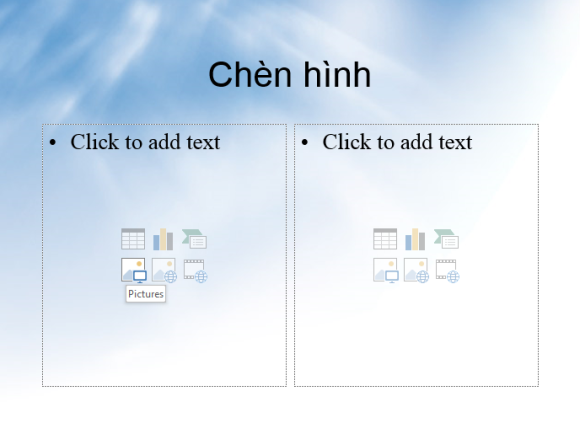 Chèn hình
• Click to add text
• Click to add text
Pictures